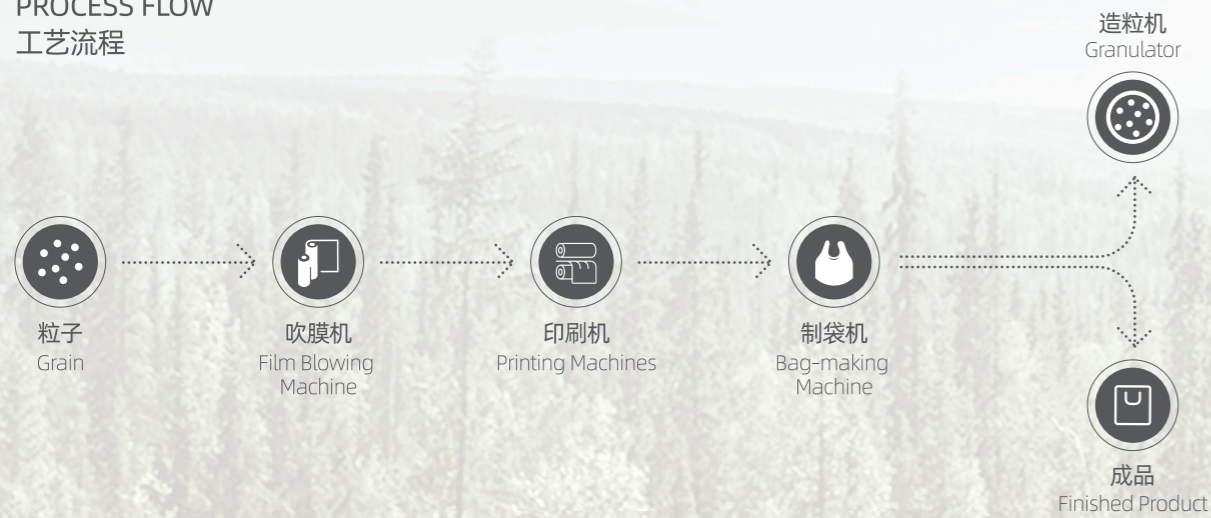 PROCESS FLOW
工艺流程
造粒机
Granulator
粒子
Grain
吹膜机
Film Blowing
Machine
印刷机
Printing Machines
制袋机
Bag-making
Machine
成品
Finished Product